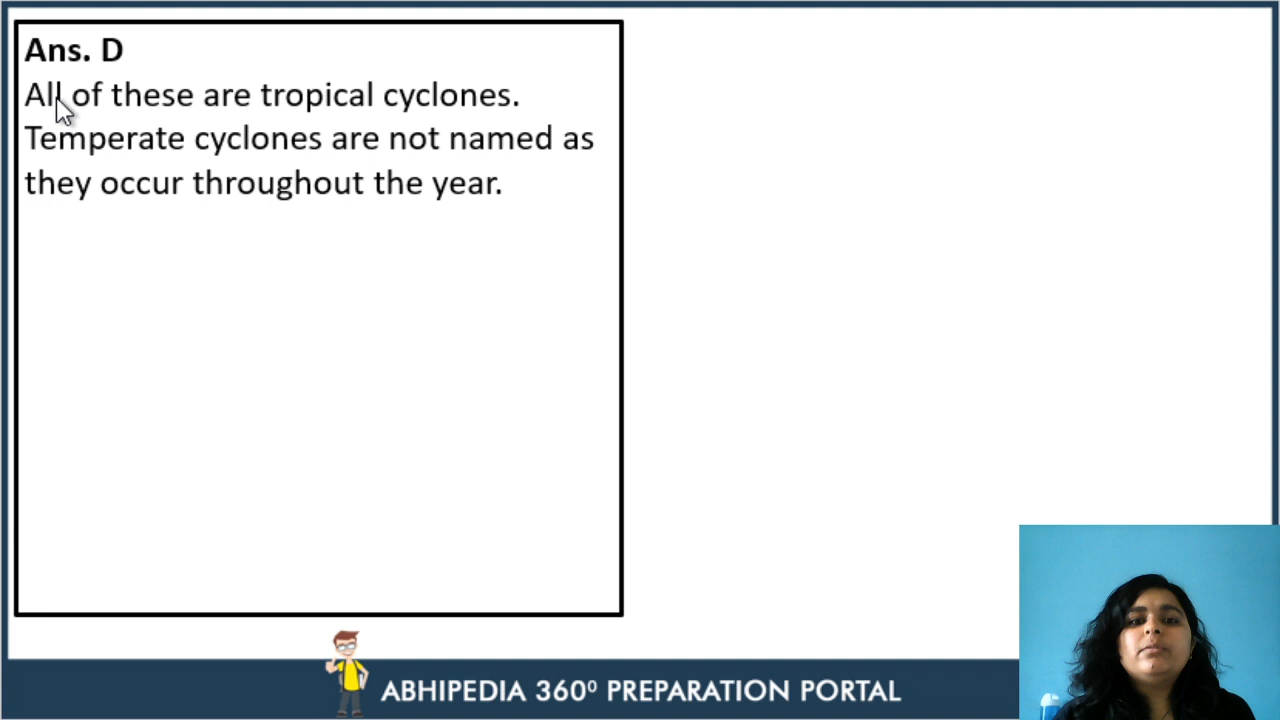 Ans. D
All of these are tropical cyclones.
Temperate cyclones are not named as
they occur throughout the year.
ABHIPEDIA 360⁰ PREPARATION PORTAL